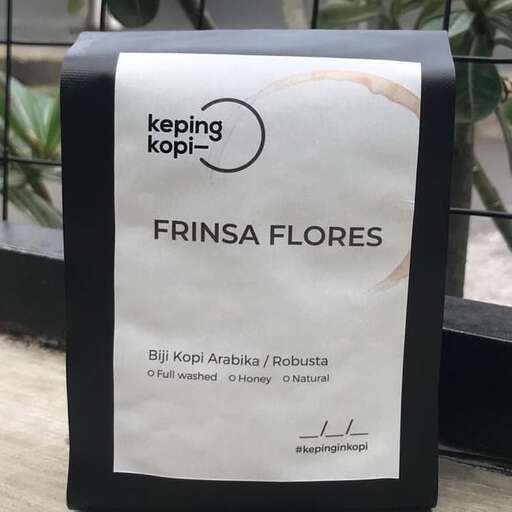 keping
kopi—
FRINSA FLORES
Biji Kopi Arabika / Robusta
○ Full washed ○ Honey ○ Natural
__/__/__
#kepinginkopi